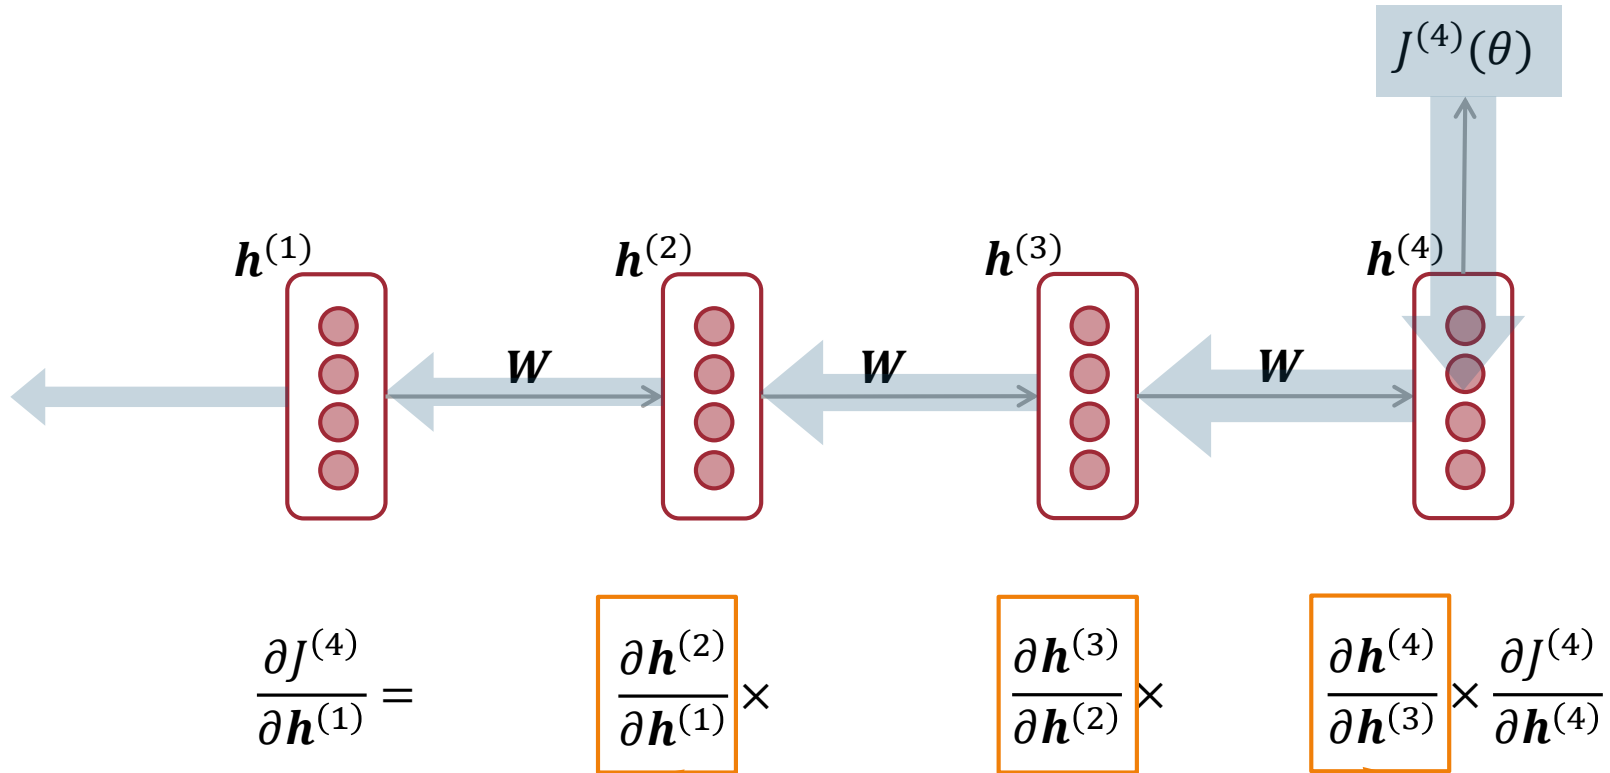 J⁽⁴⁾(θ)
h⁽¹⁾ h⁽²⁾ h⁽³⁾ h⁽⁴⁾
W W W
∂J⁽⁴⁾/∂h⁽¹⁾ = ∂h⁽²⁾/∂h⁽¹⁾ × ∂h⁽³⁾/∂h⁽²⁾ × ∂h⁽⁴⁾/∂h⁽³⁾ × ∂J⁽⁴⁾/∂h⁽⁴⁾